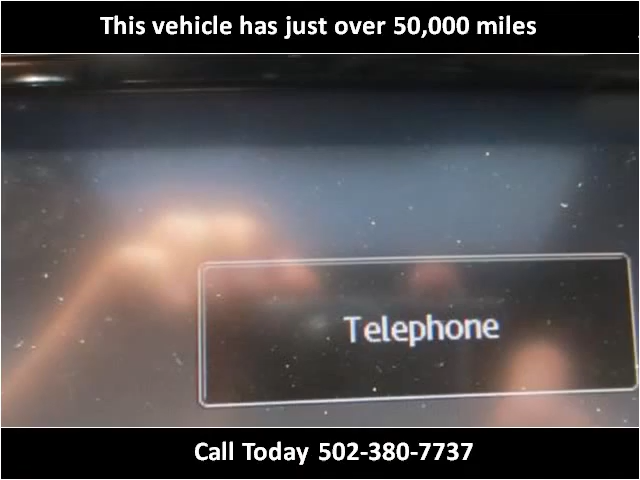 This vehicle has just over 50,000 miles
Telephone
Call Today 502-380-7737